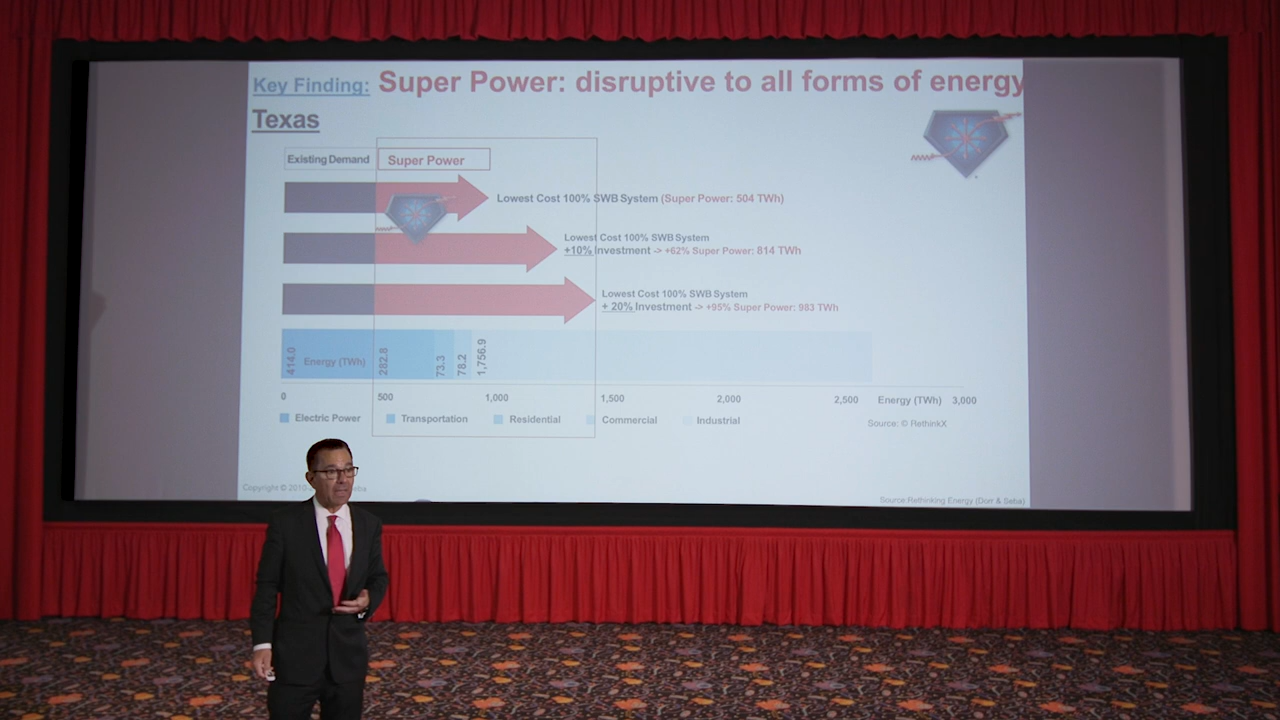 Key Finding: Super Power: disruptive to all forms of energy
Texas
Existing Demand
Super Power
Lowest Cost 100% SWB System (Super Power: 504 TWh)
Lowest Cost 100% SWB System
+10% Investment -> +62% Super Power: 814 TWh)
Lowest Cost 100% SWB System
+ 20% Investment -> +95% Super Power: 983 TWh)
414.0
Energy (TWh)
282.8
73.3
78.2
1,756.9
0 500 1,000 1,500 2,000 2,500 Energy (TWh) 3,000
Electric Power Transportation Residential Commercial Industrial
Source: © RethinkX
Copyright © Seba
Source:Rethinking Energy (Dorr & Seba)